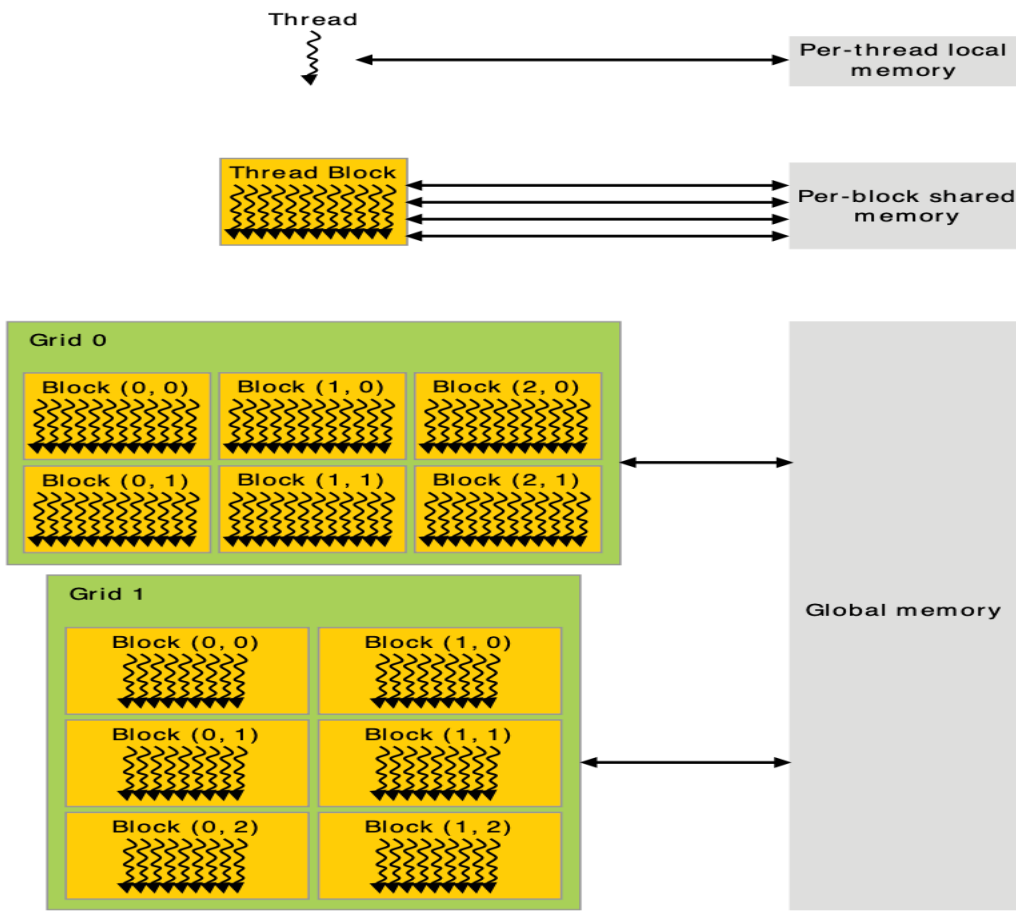 Thread
Per-thread local
memory
Thread Block
Per-block shared
memory
Grid 0
Block (0, 0)
Block (1, 0)
Block (2, 0)
Block (0, 1)
Block (1, 1)
Block (2, 1)
Grid 1
Block (0, 0)
Block (1, 0)
Block (0, 1)
Block (1, 1)
Block (0, 2)
Block (1, 2)
Global memory